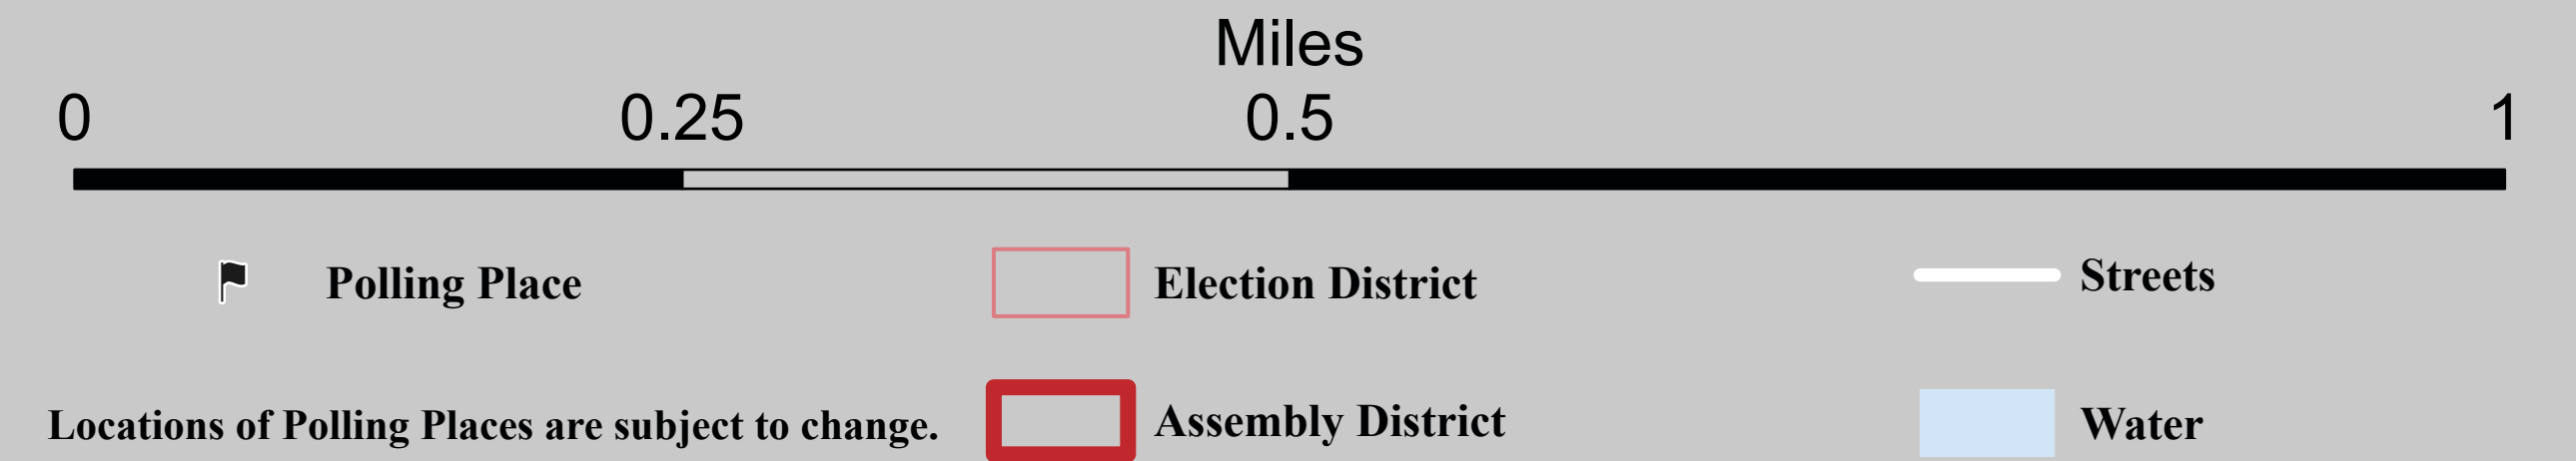 Miles
0 0.25 0.5 1
Polling Place Election District Streets
Locations of Polling Places are subject to change. Assembly District Water